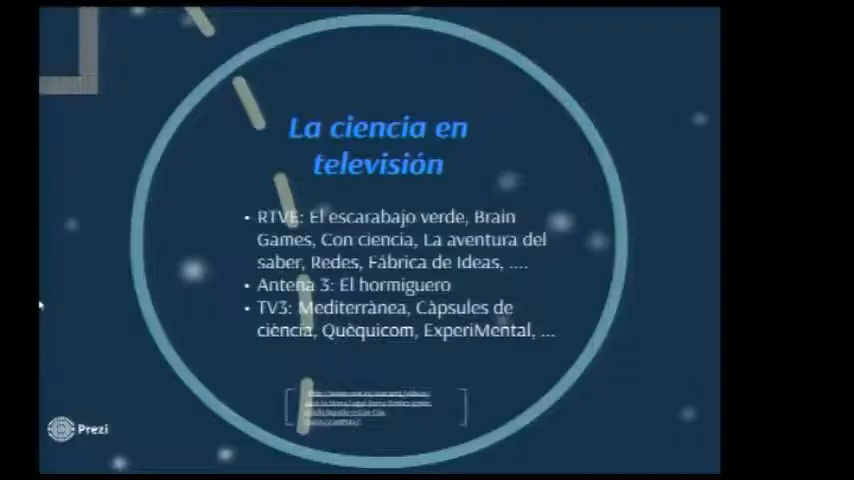 La ciencia en
televisión
• RTVE: El escarabajo verde, Brain
Games, Con ciencia, La aventura del
saber, Redes, Fábrica de Ideas, ....
• Antena 3: El hormiguero
• TV3: Mediterrànea, Càpsules de
ciència, Quèquicom, ExperiMental, ...
Prezi